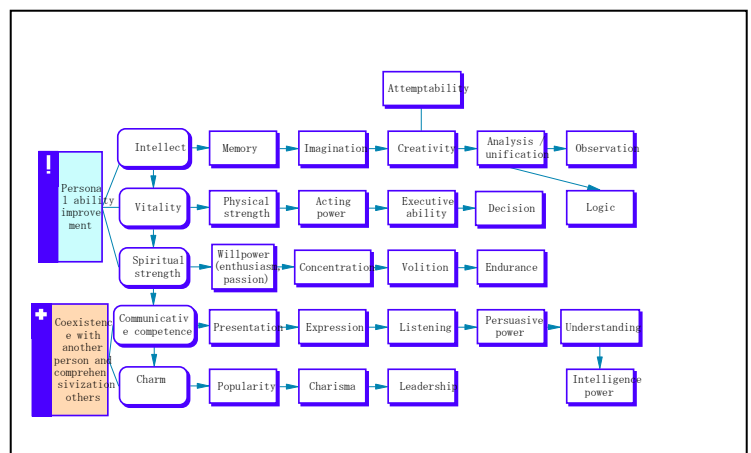 Attemptability
Intellect
Memory
Imagination
Creativity
Analysis /
unification
Observation
!
Persona
l ability
improve
ment
Vitality
Physical
strength
Acting
power
Executive
ability
Decision
Logic
Spiritual
strength
Willpower
(enthusiasm,
passion)
Concentration
Volition
Endurance
+
Coexistenc
e with
another
person and
comprehen
sivization
others
Communicativ
e competence
Presentation
Expression
Listening
Persuasive
power
Understanding
Charm
Popularity
Charisma
Leadership
Intelligence
power